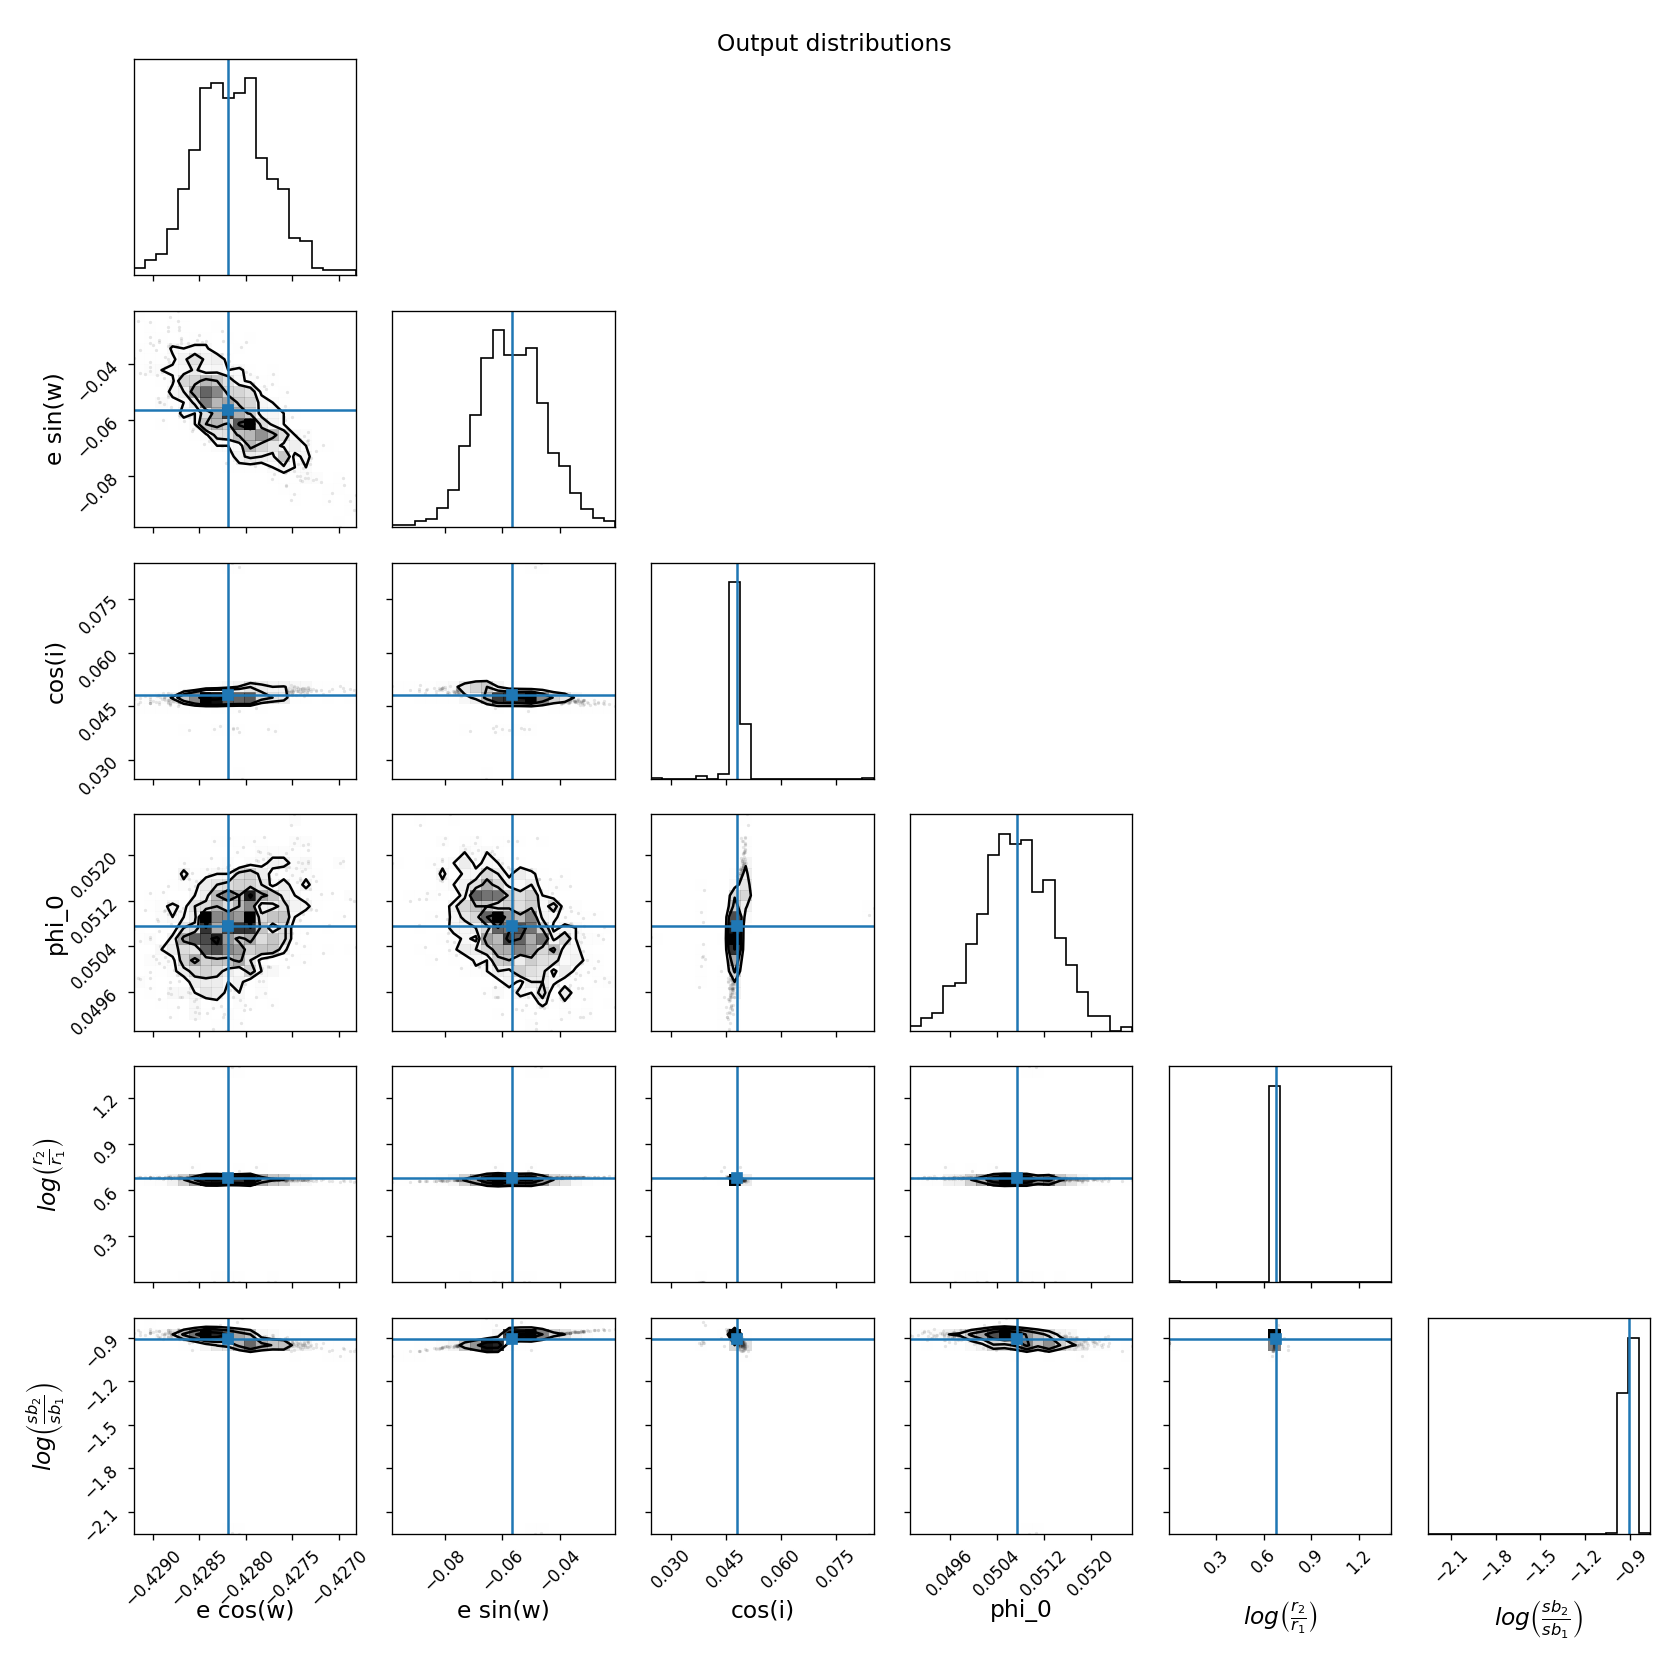 Output distributions
e sin(w)
−0.04
−0.06
−0.08
cos(i)
0.075
0.060
0.045
0.030
phi_0
0.0520
0.0512
0.0504
0.0496
log(r₂/r₁)
1.2
0.9
0.6
0.3
log(sb₂/sb₁)
−0.9
−1.2
−1.5
−1.8
−2.1
−0.4290 −0.4285 −0.4280 −0.4275 −0.4270
e cos(w)
−0.08 −0.06 −0.04
e sin(w)
0.030 0.045 0.060 0.075
cos(i)
0.0496 0.0504 0.0512 0.0520
phi_0
0.3 0.6 0.9 1.2
log(r₂/r₁)
−2.1 −1.8 −1.5 −1.2 −0.9
log(sb₂/sb₁)